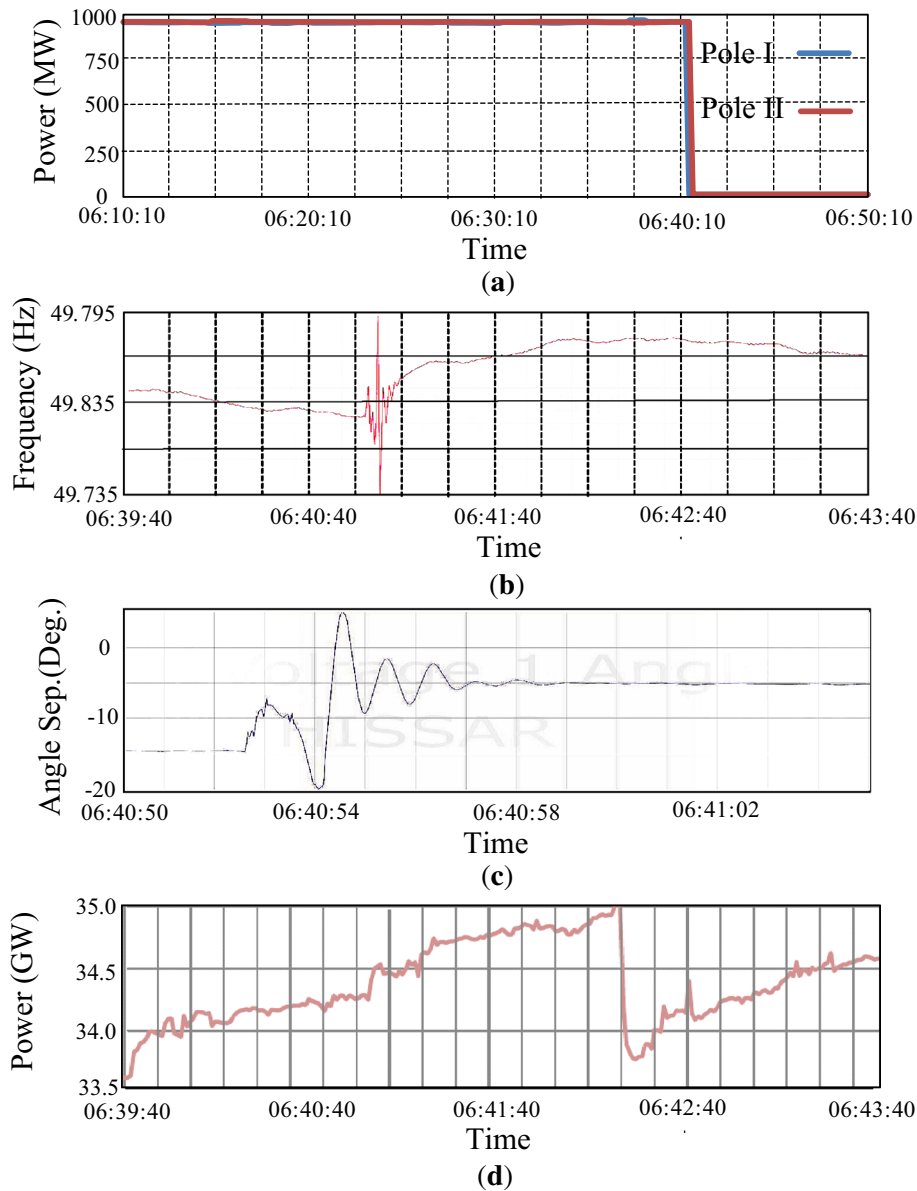 1000
750
500
250
0
Power (MW)
Pole I
Pole II
06:10:10 06:20:10 06:30:10 06:40:10 06:50:10
Time
(a)
49.795
49.835
49.735
Frequency (Hz)
06:39:40 06:40:40 06:41:40 06:42:40 06:43:40
Time
(b)
0
-10
-20
Angle Sep.(Deg.)
oltage 1 Angl
HISSAR
06:40:50 06:40:54 06:40:58 06:41:02
Time
(c)
35.0
34.5
34.0
33.5
Power (GW)
06:39:40 06:40:40 06:41:40 06:42:40 06:43:40
Time
(d)